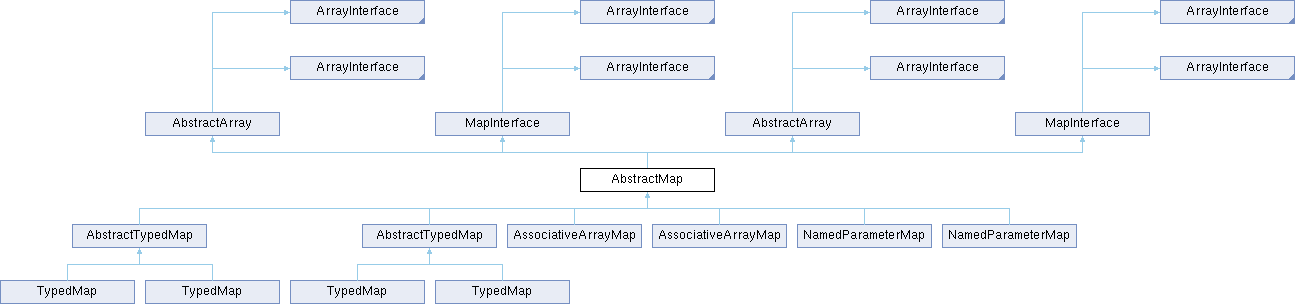 ArrayInterface
ArrayInterface
ArrayInterface
ArrayInterface
ArrayInterface
ArrayInterface
ArrayInterface
ArrayInterface
AbstractArray
MapInterface
AbstractArray
MapInterface
AbstractMap
AbstractTypedMap
AbstractTypedMap
AssociativeArrayMap
AssociativeArrayMap
NamedParameterMap
NamedParameterMap
TypedMap
TypedMap
TypedMap
TypedMap